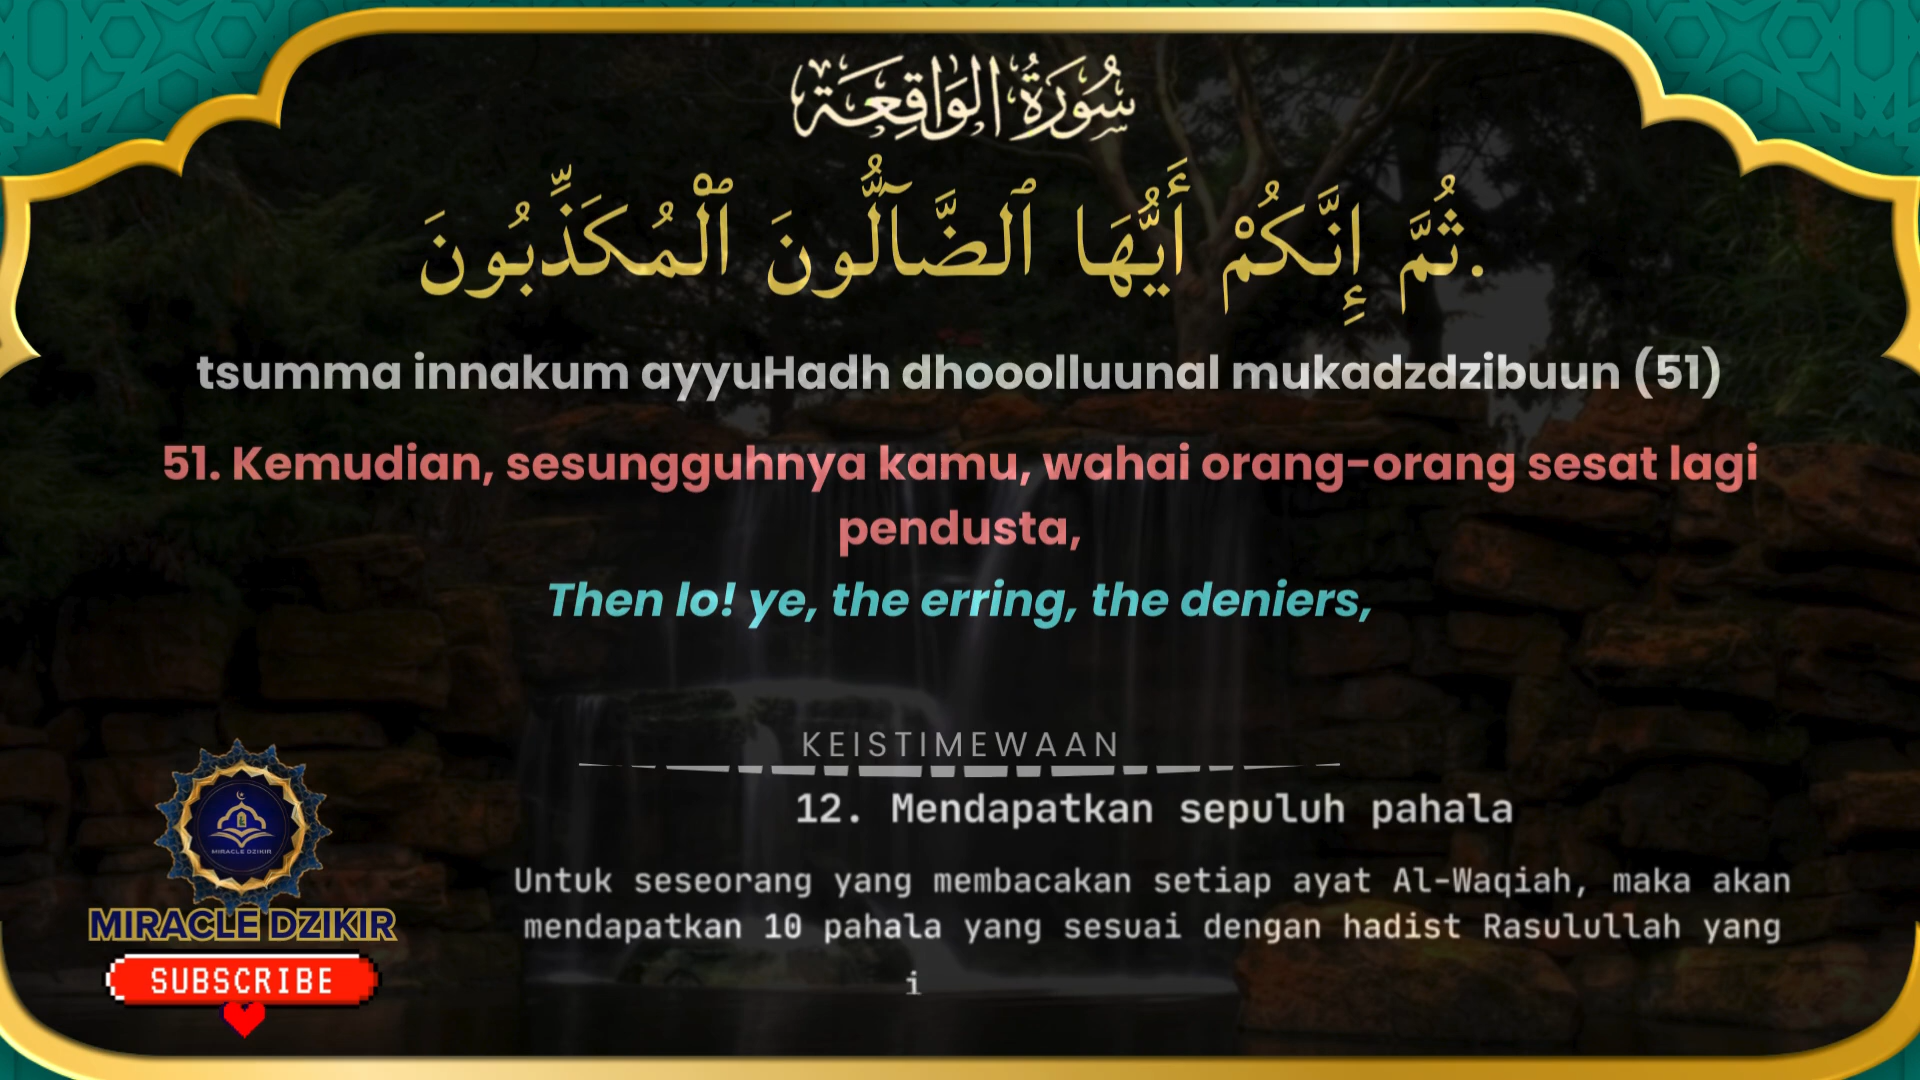 سُورَةُ الوَاقِعَة
ثُمَّ إِنَّكُمْ أَيُّهَا ٱلضَّآلُّونَ ٱلْمُكَذِّبُونَ.
tsumma innakum ayyuHadh dhooolluunal mukadzdzibuun (51)
51. Kemudian, sesungguhnya kamu, wahai orang-orang sesat lagi
pendusta,
Then lo! ye, the erring, the deniers,
KEISTIMEWAAN
12. Mendapatkan sepuluh pahala
Untuk seseorang yang membacakan setiap ayat Al-Waqiah, maka akan
mendapatkan 10 pahala yang sesuai dengan hadist Rasulullah yang
i
MIRACLE DZIKIR
MIRACLE DZIKIR
SUBSCRIBE